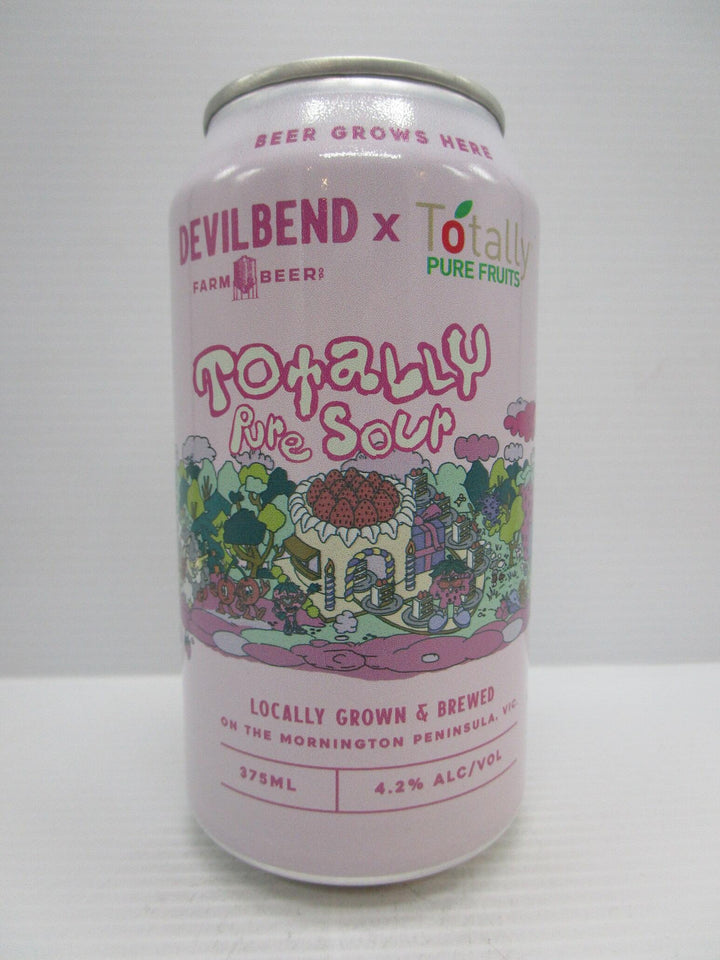 BEER GROWS HERE
DEVILBEND x Totally
FARM BEER CO
PURE FRUITS
TOtaLLY
Pure Sour
LOCALLY GROWN & BREWED
ON THE MORNINGTON PENINSULA, VIC.
375ML 4.2% ALC/VOL